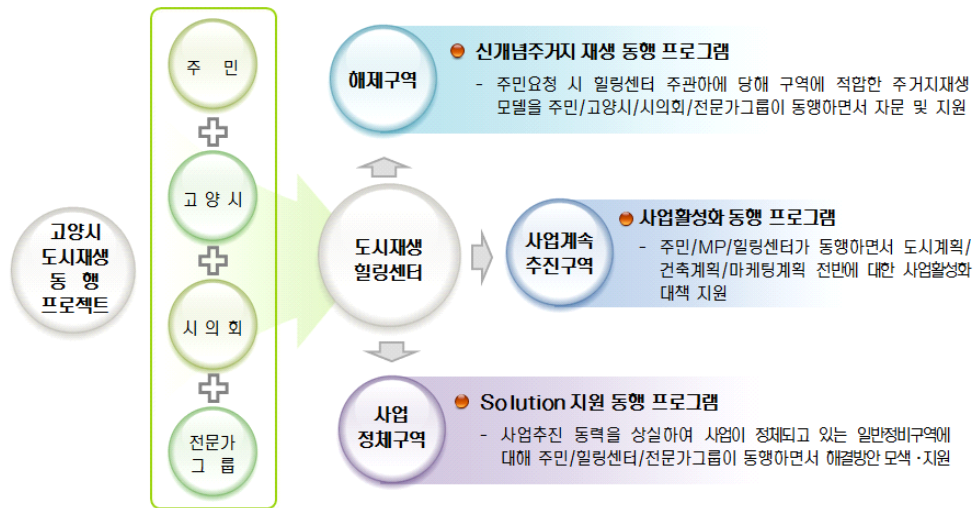 고양시
도시재생
동 행
프로젝트
주 민
고 양 시
시 의 회
전문가
그 룹
도시재생
힐링센터
해제구역
신개념주거지 재생 동행 프로그램
- 주민요청 시 힐링센터 주관하에 당해 구역에 적합한 주거지재생
모델을 주민/고양시/시의회/전문가그룹이 동행하면서 자문 및 지원
사업계속
추진구역
사업활성화 동행 프로그램
- 주민/MP/힐링센터가 동행하면서 도시계획/
건축계획/마케팅계획 전반에 대한 사업활성화
대책 지원
사업
정체구역
Solution 지원 동행 프로그램
- 사업추진 동력을 상실하여 사업이 정체되고 있는 일반정비구역에
대해 주민/힐링센터/전문가그룹이 동행하면서 해결방안 모색·지원